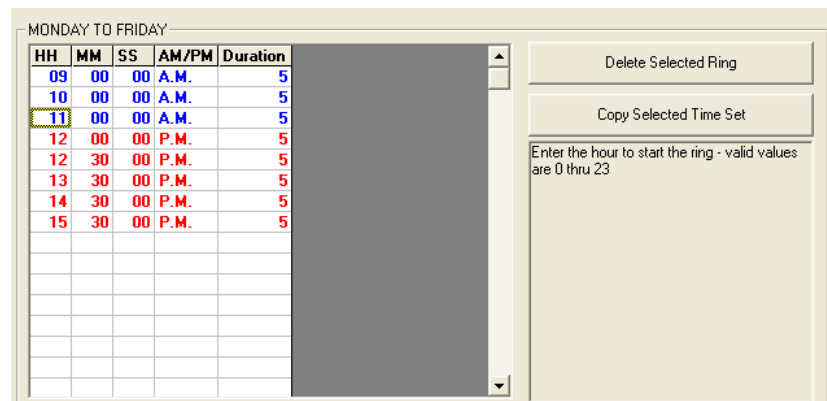 MONDAY TO FRIDAY
HH MM SS AM/PM Duration
09 00 00 A.M. 5
10 00 00 A.M. 5
11 00 00 A.M. 5
12 00 00 P.M. 5
12 30 00 P.M. 5
13 30 00 P.M. 5
14 30 00 P.M. 5
15 30 00 P.M. 5
Delete Selected Ring
Copy Selected Time Set
Enter the hour to start the ring - valid values
are 0 thru 23